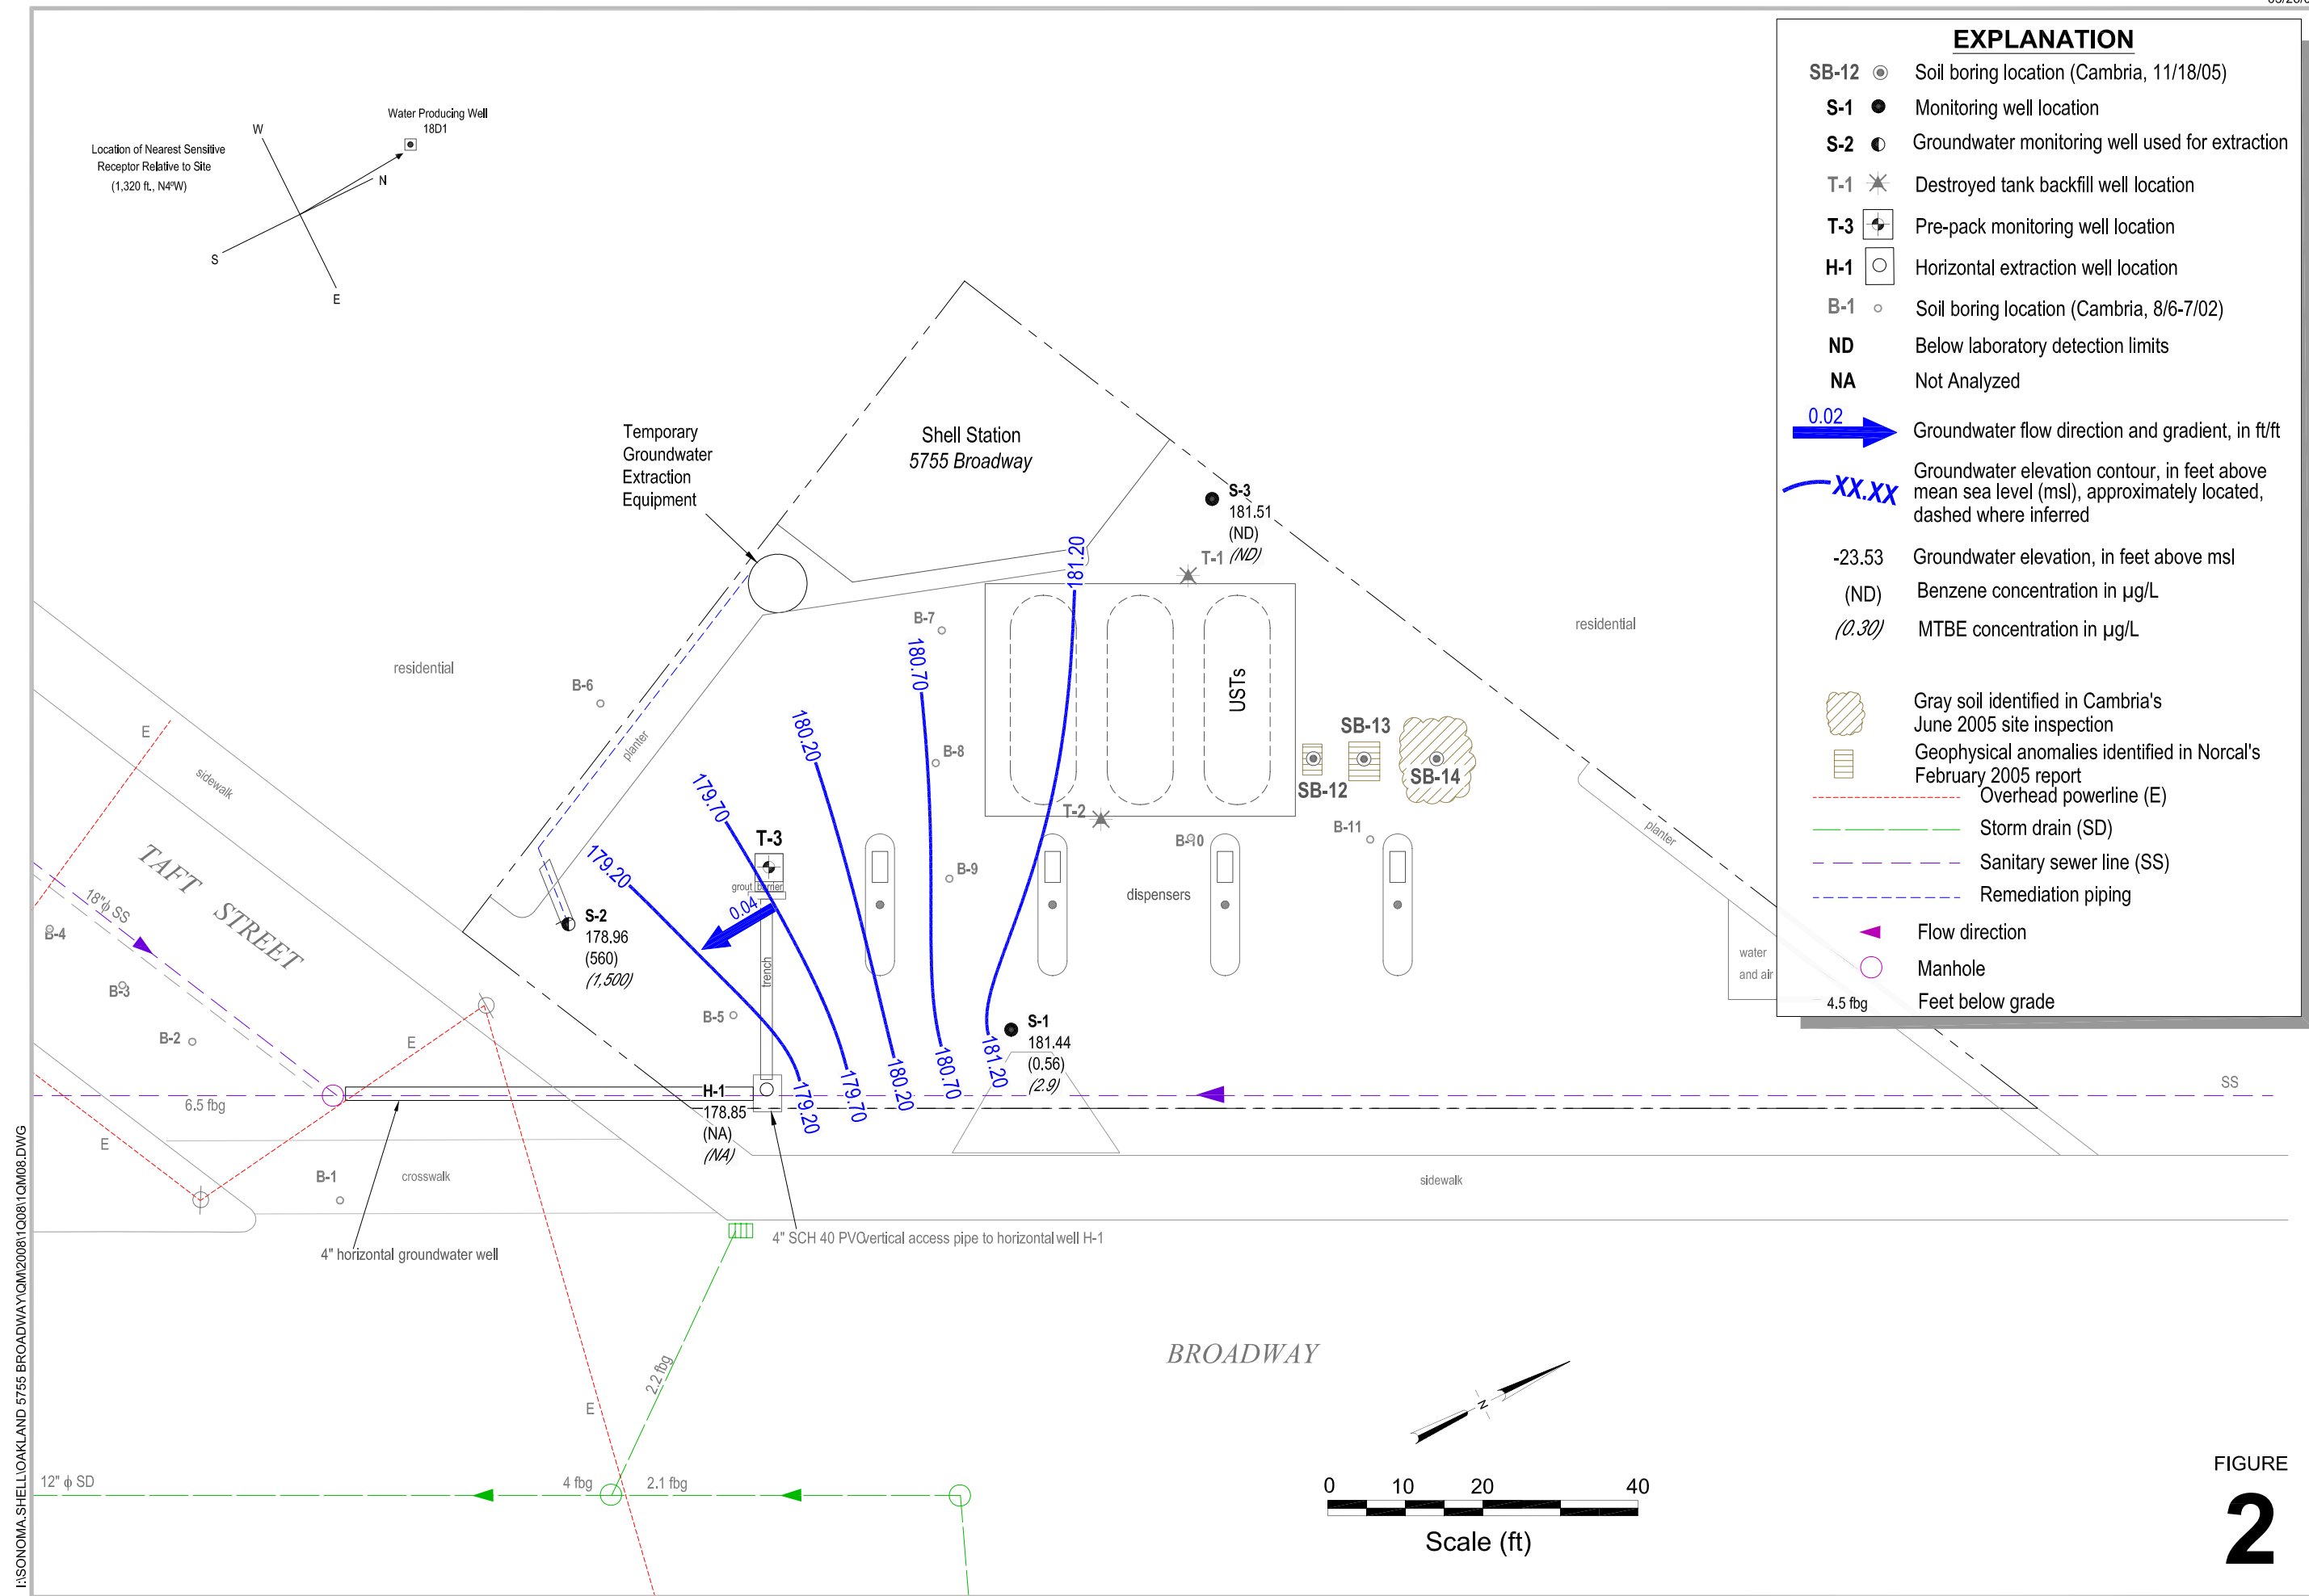 EXPLANATION
SB-12 Soil boring location (Cambria, 11/18/05)
S-1 Monitoring well location
S-2 Groundwater monitoring well used for extraction
T-1 Destroyed tank backfill well location
T-3 Pre-pack monitoring well location
H-1 Horizontal extraction well location
B-1 Soil boring location (Cambria, 8/6-7/02)
ND Below laboratory detection limits
NA Not Analyzed
0.02
Groundwater flow direction and gradient, in ft/ft
XX.XX
Groundwater elevation contour, in feet above
mean sea level (msl), approximately located,
dashed where inferred
-23.53 Groundwater elevation, in feet above msl
(ND) Benzene concentration in µg/L
(0.30) MTBE concentration in µg/L
Gray soil identified in Cambria's
June 2005 site inspection
Geophysical anomalies identified in Norcal's
February 2005 report
Overhead powerline (E)
Storm drain (SD)
Sanitary sewer line (SS)
Remediation piping
Flow direction
Manhole
4.5 fbg Feet below grade
Water Producing Well
18D1
Location of Nearest Sensitive
Receptor Relative to Site
(1,320 ft., N4ºW)
W
N
S
E
Temporary
Groundwater
Extraction
Equipment
Shell Station
5755 Broadway
S-3
181.51
(ND)
(ND)
T-1
181.20
B-7
residential
180.70
residential
B-6
USTs
planter
180.20
SB-13
B-8
SB-14
SB-12
179.70
T-2
T-3
B-10
B-11
planter
E
sidewalk
179.20
grout barrier
B-9
dispensers
0.04
TAFT STREET
18"ϕ SS
S-2
178.96
(560)
(1,500)
B-4
trench
water
and air
B-3
B-5
B-2
E
S-1
181.44
(0.56)
(2.9)
181.20
180.70
180.20
179.70
179.20
H-1
178.85
(NA)
(NA)
6.5 fbg
SS
E
B-1
crosswalk
sidewalk
4" horizontal groundwater well
4" SCH 40 PVC vertical access pipe to horizontal well H-1
BROADWAY
2.2 fbg
E
N
12" ϕ SD
4 fbg
2.1 fbg
0 10 20 40
Scale (ft)
FIGURE
2
I:\SONOMA.SHELL\OAKLAND 5755 BROADWAY\QM\2008\1Q08\1QM08.DWG